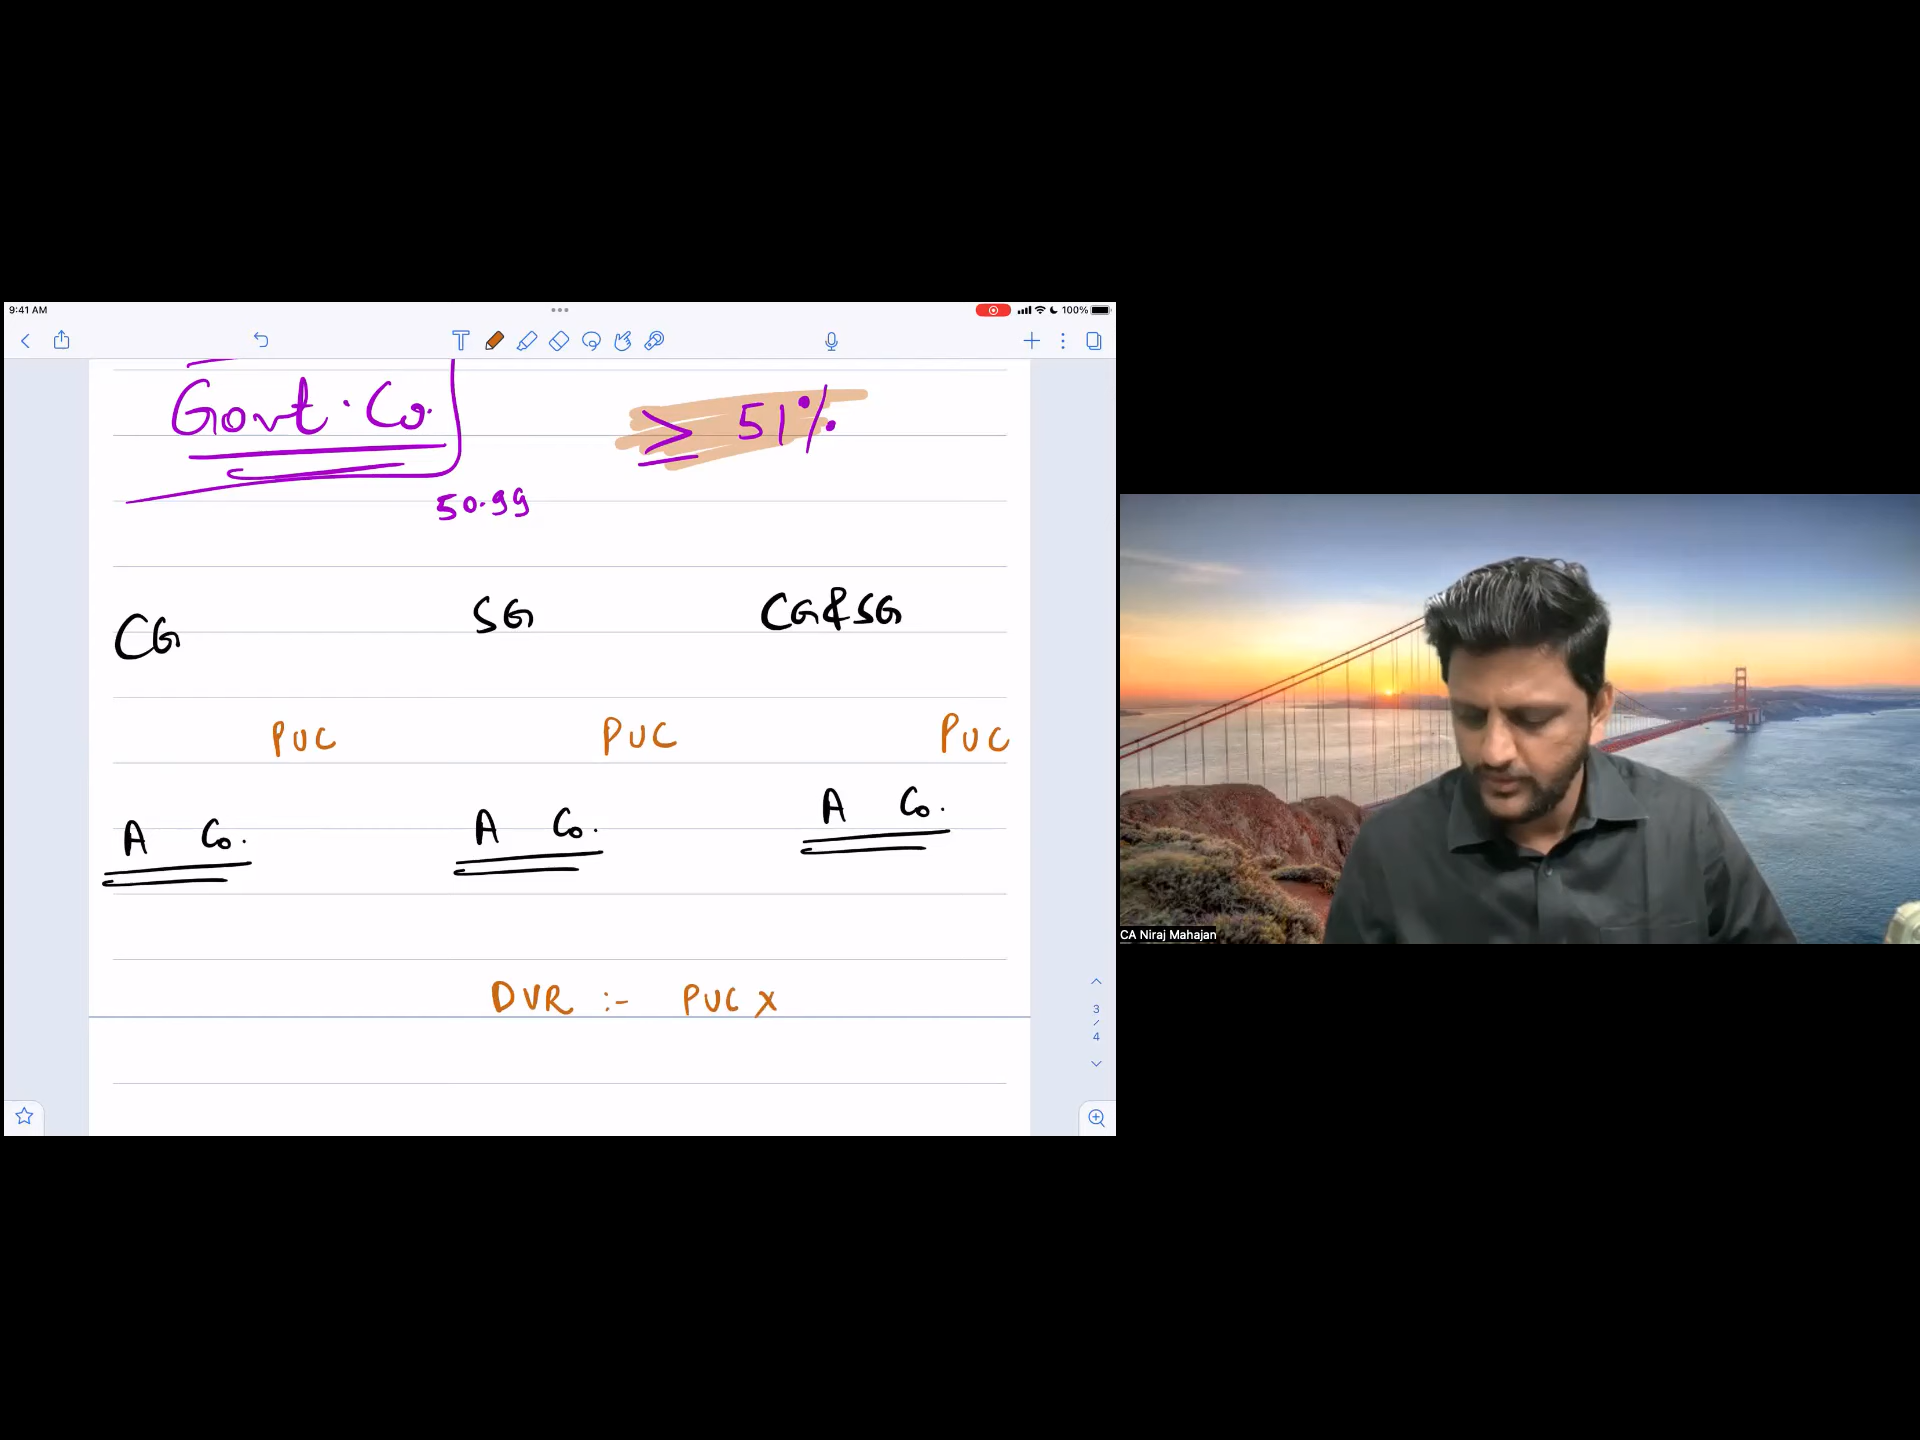 9:41 AM
100%
Govt. Co.
≥ 51%
50.99
CG SG CG & SG
PUC PUC PUC
A Co. A Co. A Co.
DVR :- PUC X
3
/
4
CA Niraj Mahajan